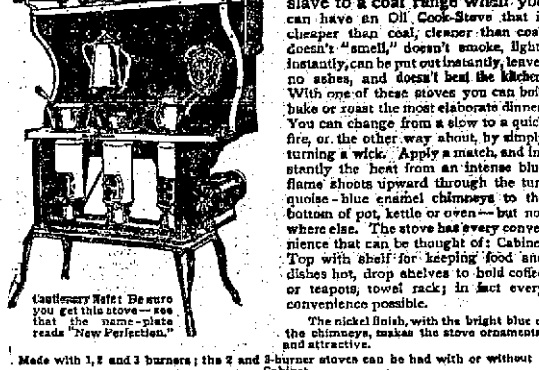 slave to a coal range when you
can have an Oil Cook-Stove that i
cheaper than coal, cleaner than coal
doesn't "smell," doesn't smoke, light
instantly, can be put out instantly, leave
no ashes, and doesn't heat the kitchen
With one of these stoves you can boil
bake or roast the most elaborate dinner
You can change from a slow to a quick
fire, or the other way about, by simply
turning a wick. Apply a match, and in-
stantly the heat from an intense blu
flame shoots upward through the tur
quoise-blue enamel chimneys to th
bottom of pot, kettle or oven—but no
where else. The stove has every conve
nience that can be thought of: Cabine
Top with shelf for keeping food and
dishes hot, drop shelves to hold coffe
or teapots, towel rack; in fact every
convenience possible.
The nickel finish, with the bright blue o
the chimneys, makes the stove ornamenta
and attractive.
Cautionary Note: Be sure
you get this stove—see
that the name-plate
reads "New Perfection."
Made with 1, 2 and 3 burners; the 2 and 3-burner stoves can be had with or without
Cabinet